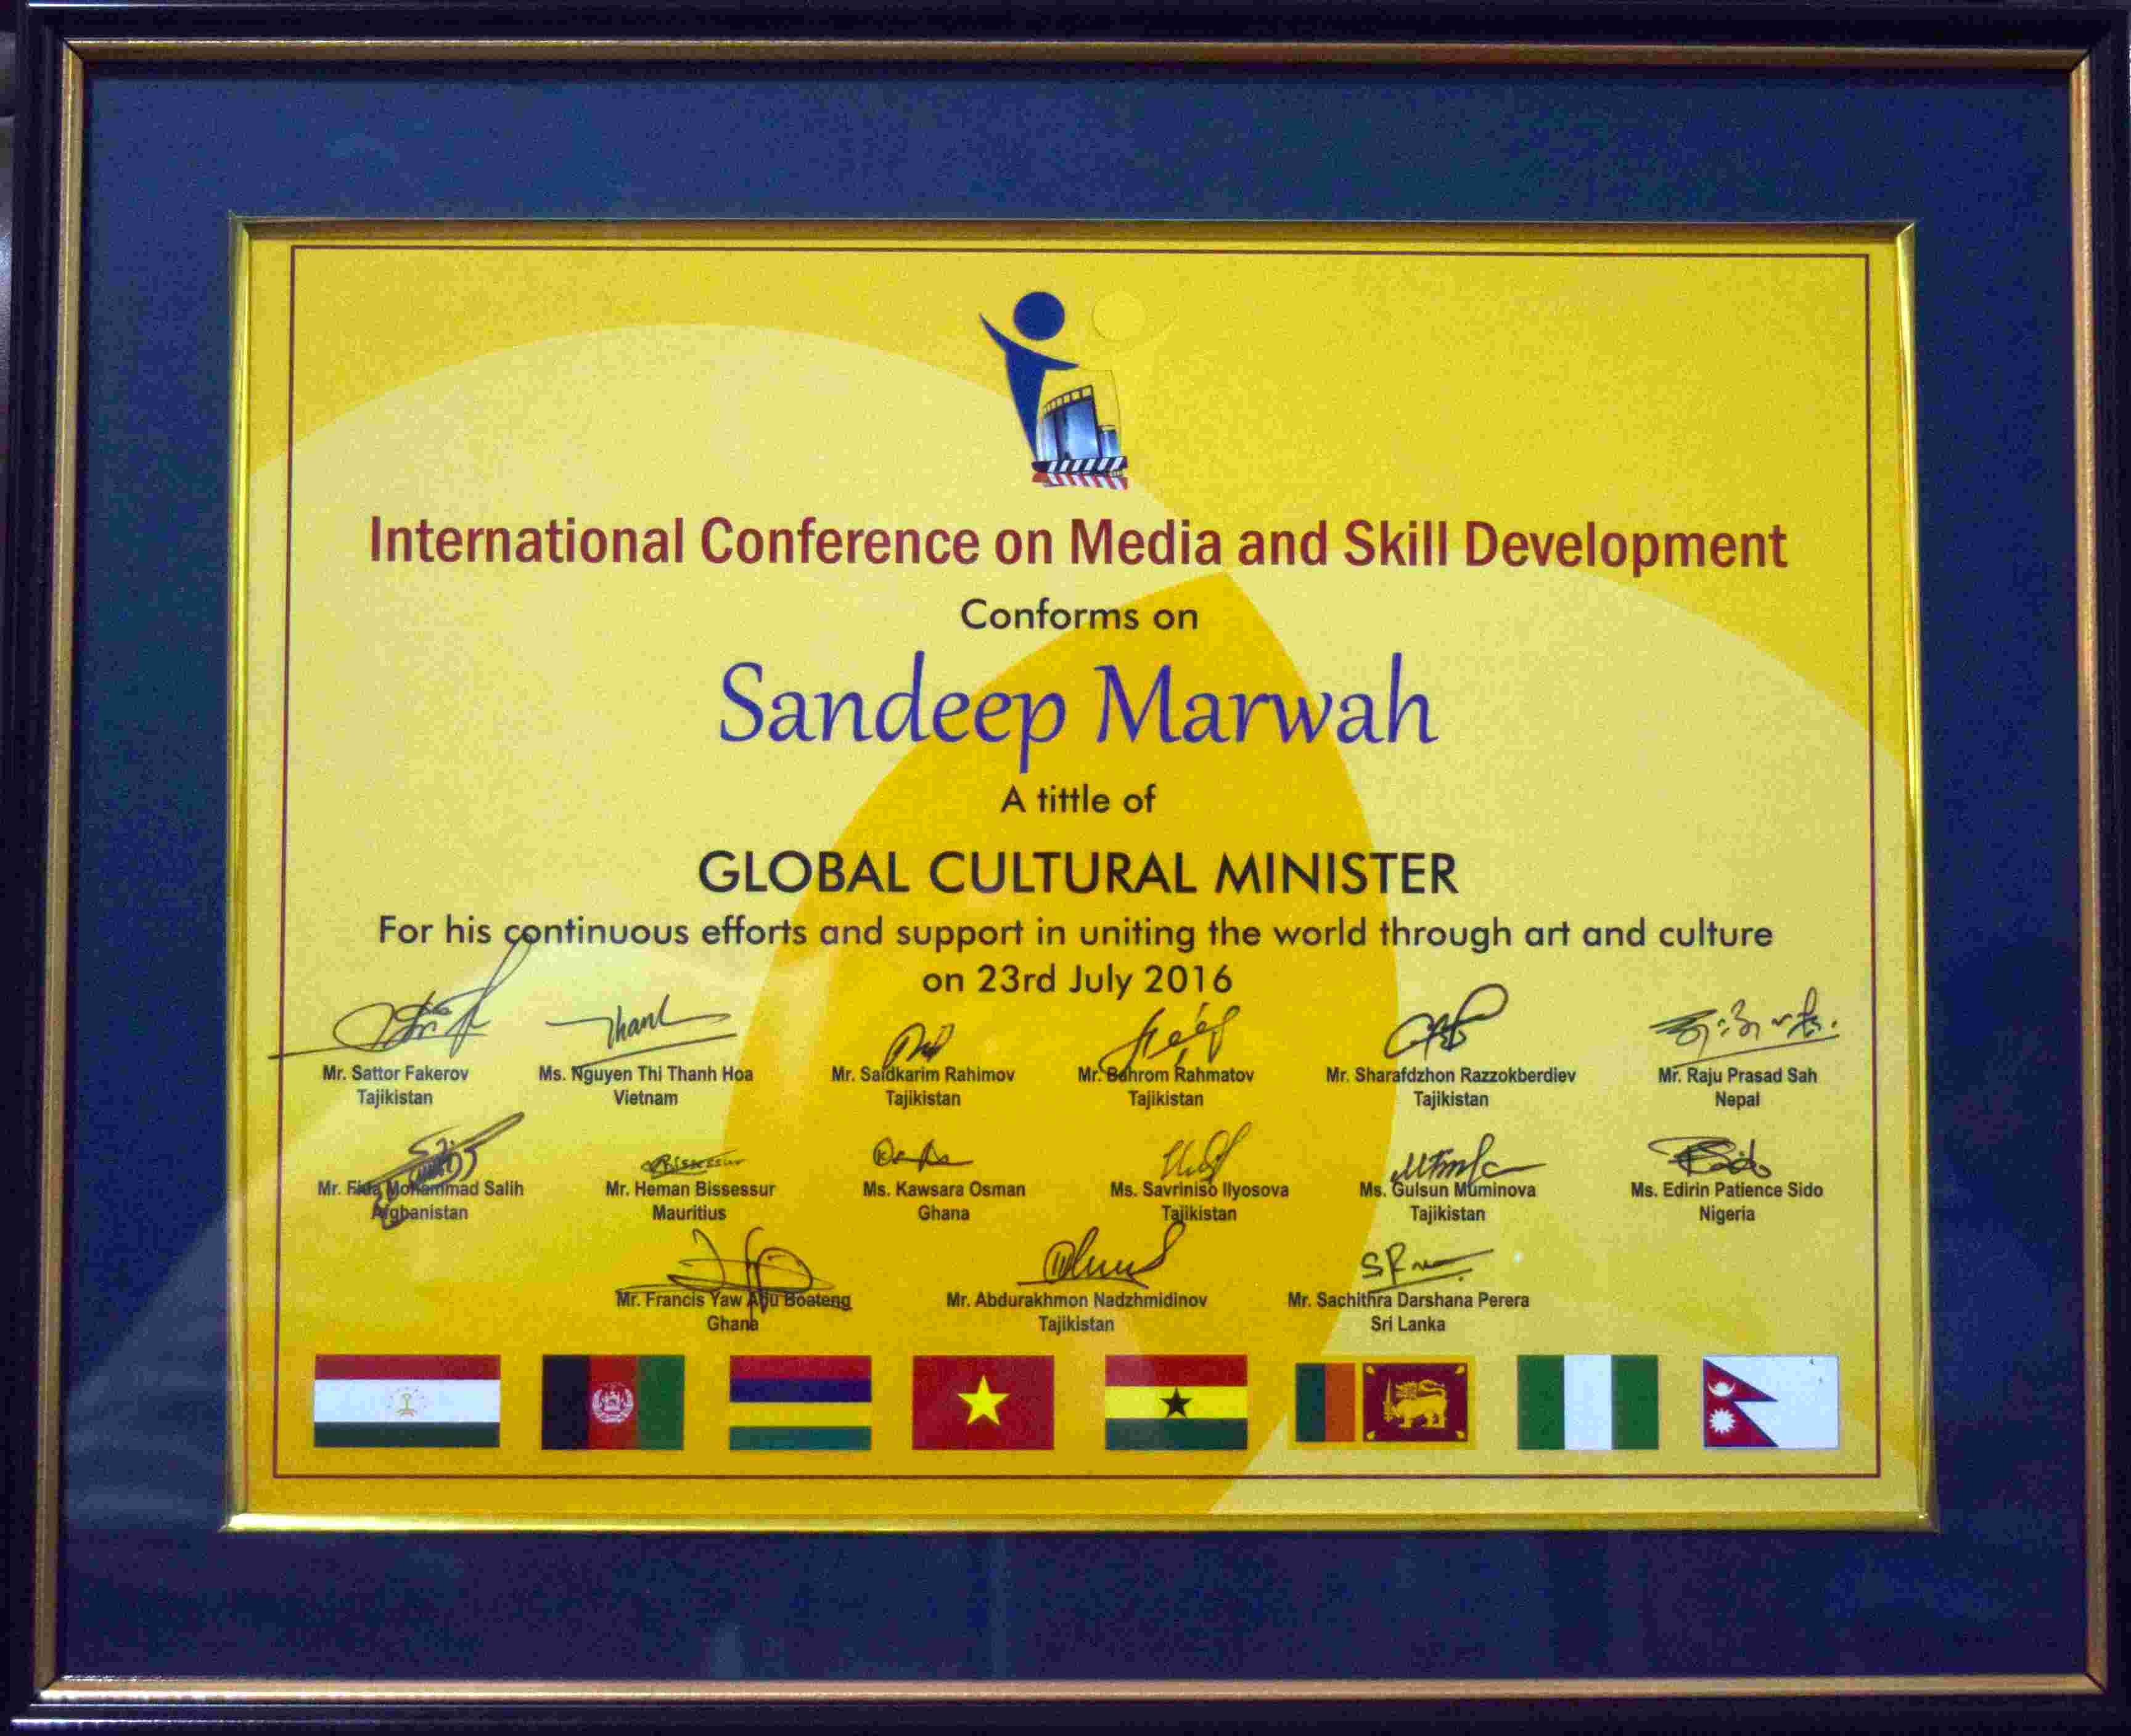 International Conference on Media and Skill Development
Conforms on
Sandeep Marwah
A tittle of
GLOBAL CULTURAL MINISTER
For his continuous efforts and support in uniting the world through art and culture
on 23rd July 2016
Thanh
Mr. Sattor Fakerov Ms. Nguyen Thi Thanh Hoa Mr. Saidkarim Rahimov Mr. Bahrom Rahmatov Mr. Sharafdzhon Razzokberdiev Mr. Raju Prasad Sah
Tajikistan Vietnam Tajikistan Tajikistan Tajikistan Nepal
Bissessur
Mr. Fida Mohammad Salih Mr. Heman Bissessur Ms. Kawsara Osman Ms. Savriniso Ilyosova Ms. Gulsun Muminova Ms. Edirin Patience Sido
Afghanistan Mauritius Ghana Tajikistan Tajikistan Nigeria
Mr. Francis Yaw Boateng Mr. Abdurakhmon Nadzhmidinov Mr. Sachithra Darshana Perera
Ghana Tajikistan Sri Lanka